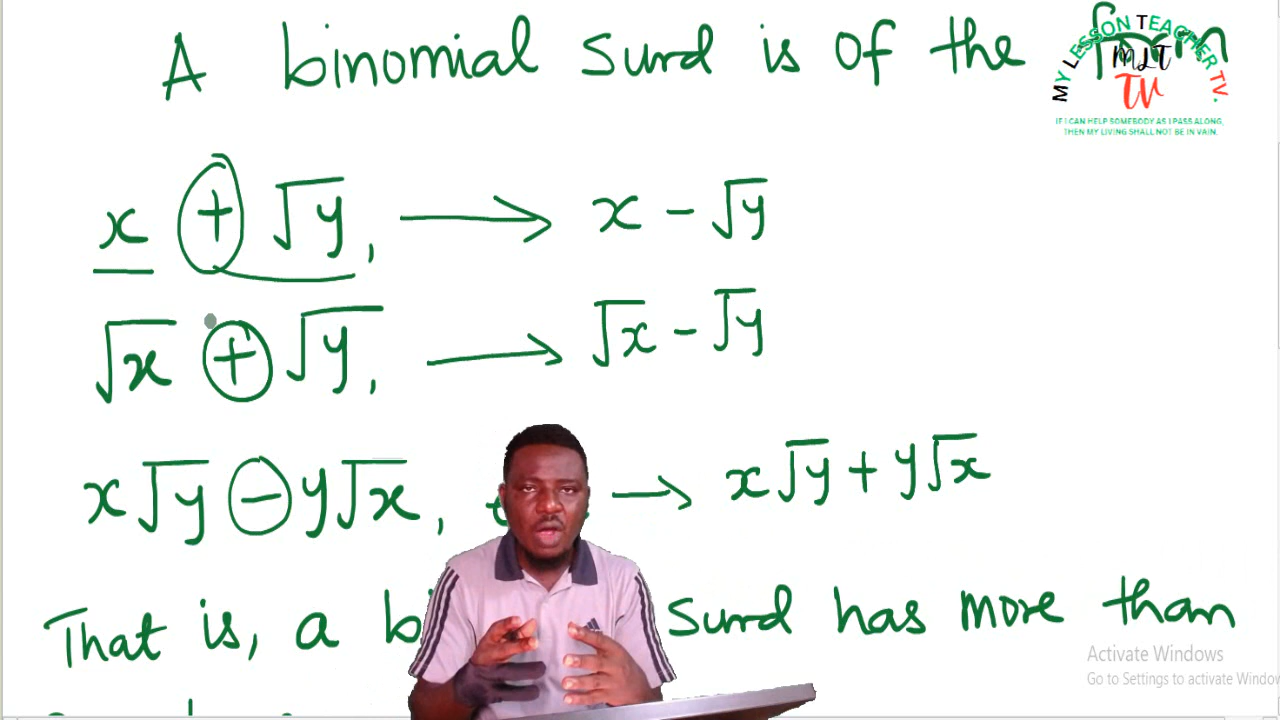 A binomial surd is of the form
MY LESSON TEACHER TV.
MLT
TV
IF I CAN HELP SOMEBODY AS I PASS ALONG,
THEN MY LIVING SHALL NOT BE IN VAIN.
x + √y, → x - √y
√x + √y, → √x - √y
x√y - y√x, → x√y + y√x
That is, a surd has more than
Activate Windows
Go to Settings to activate Windows